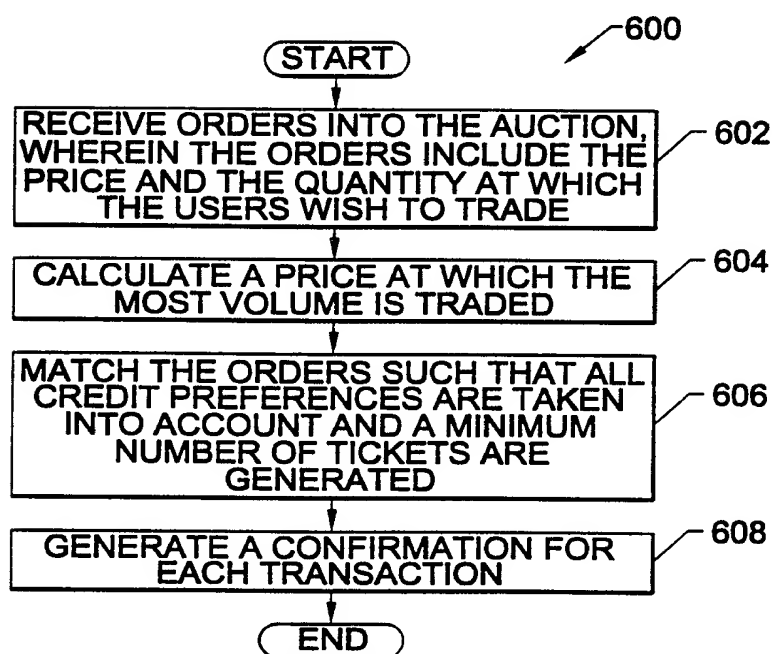 600
START
RECEIVE ORDERS INTO THE AUCTION,
WHEREIN THE ORDERS INCLUDE THE
PRICE AND THE QUANTITY AT WHICH
THE USERS WISH TO TRADE
602
CALCULATE A PRICE AT WHICH THE
MOST VOLUME IS TRADED
604
MATCH THE ORDERS SUCH THAT ALL
CREDIT PREFERENCES ARE TAKEN
INTO ACCOUNT AND A MINIMUM
NUMBER OF TICKETS ARE
GENERATED
606
GENERATE A CONFIRMATION FOR
EACH TRANSACTION
608
END